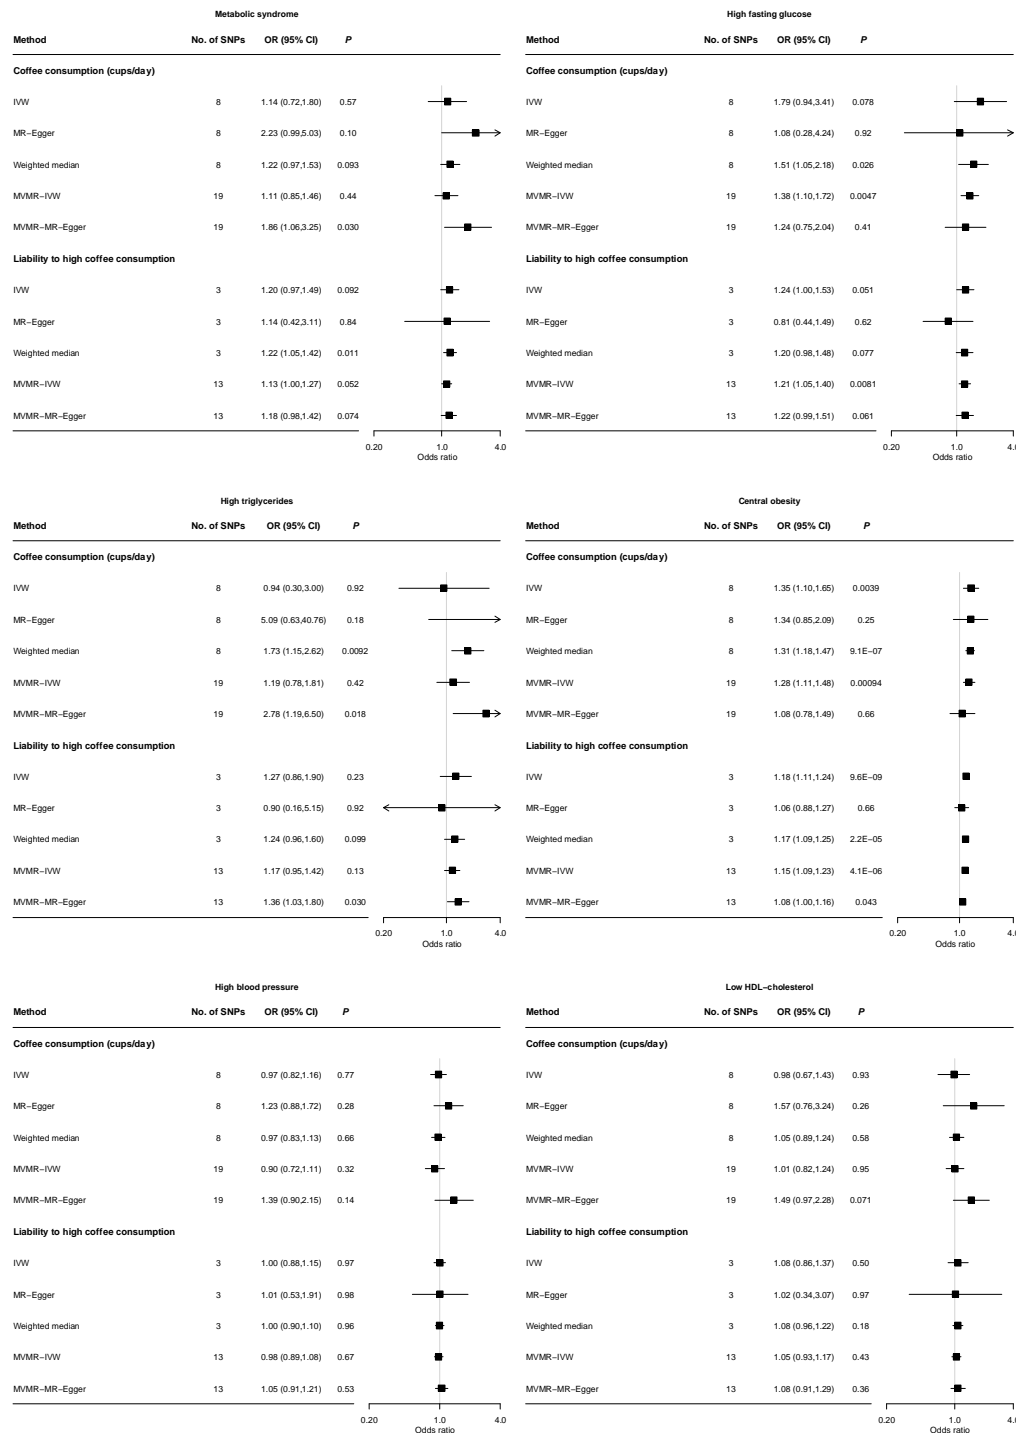 Metabolic syndrome
Method No. of SNPs OR (95% CI) P
Coffee consumption (cups/day)
IVW 8 1.14 (0.72,1.80) 0.57
MR−Egger 8 2.23 (0.99,5.03) 0.10
Weighted median 8 1.22 (0.97,1.53) 0.093
MVMR−IVW 19 1.11 (0.85,1.46) 0.44
MVMR−MR−Egger 19 1.86 (1.06,3.25) 0.030
Liability to high coffee consumption
IVW 3 1.20 (0.97,1.49) 0.092
MR−Egger 3 1.14 (0.42,3.11) 0.84
Weighted median 3 1.22 (1.05,1.42) 0.011
MVMR−IVW 13 1.13 (1.00,1.27) 0.052
MVMR−MR−Egger 13 1.18 (0.98,1.42) 0.074
0.20 1.0 4.0
Odds ratio
High fasting glucose
Method No. of SNPs OR (95% CI) P
Coffee consumption (cups/day)
IVW 8 1.79 (0.94,3.41) 0.078
MR−Egger 8 1.08 (0.28,4.24) 0.92
Weighted median 8 1.51 (1.05,2.18) 0.026
MVMR−IVW 19 1.38 (1.10,1.72) 0.0047
MVMR−MR−Egger 19 1.24 (0.75,2.04) 0.41
Liability to high coffee consumption
IVW 3 1.24 (1.00,1.53) 0.051
MR−Egger 3 0.81 (0.44,1.49) 0.62
Weighted median 3 1.20 (0.98,1.48) 0.077
MVMR−IVW 13 1.21 (1.05,1.40) 0.0081
MVMR−MR−Egger 13 1.22 (0.99,1.51) 0.061
0.20 1.0 4.0
Odds ratio
High triglycerides
Method No. of SNPs OR (95% CI) P
Coffee consumption (cups/day)
IVW 8 0.94 (0.30,3.00) 0.92
MR−Egger 8 5.09 (0.63,40.76) 0.18
Weighted median 8 1.73 (1.15,2.62) 0.0092
MVMR−IVW 19 1.19 (0.78,1.81) 0.42
MVMR−MR−Egger 19 2.78 (1.19,6.50) 0.018
Liability to high coffee consumption
IVW 3 1.27 (0.86,1.90) 0.23
MR−Egger 3 0.90 (0.16,5.15) 0.92
Weighted median 3 1.24 (0.96,1.60) 0.099
MVMR−IVW 13 1.17 (0.95,1.42) 0.13
MVMR−MR−Egger 13 1.36 (1.03,1.80) 0.030
0.20 1.0 4.0
Odds ratio
Central obesity
Method No. of SNPs OR (95% CI) P
Coffee consumption (cups/day)
IVW 8 1.35 (1.10,1.65) 0.0039
MR−Egger 8 1.34 (0.85,2.09) 0.25
Weighted median 8 1.31 (1.18,1.47) 9.1E−07
MVMR−IVW 19 1.28 (1.11,1.48) 0.00094
MVMR−MR−Egger 19 1.08 (0.78,1.49) 0.66
Liability to high coffee consumption
IVW 3 1.18 (1.11,1.24) 9.6E−09
MR−Egger 3 1.06 (0.88,1.27) 0.66
Weighted median 3 1.17 (1.09,1.25) 2.2E−05
MVMR−IVW 13 1.15 (1.09,1.23) 4.1E−06
MVMR−MR−Egger 13 1.08 (1.00,1.16) 0.043
0.20 1.0 4.0
Odds ratio
High blood pressure
Method No. of SNPs OR (95% CI) P
Coffee consumption (cups/day)
IVW 8 0.97 (0.82,1.16) 0.77
MR−Egger 8 1.23 (0.88,1.72) 0.28
Weighted median 8 0.97 (0.83,1.13) 0.66
MVMR−IVW 19 0.90 (0.72,1.11) 0.32
MVMR−MR−Egger 19 1.39 (0.90,2.15) 0.14
Liability to high coffee consumption
IVW 3 1.00 (0.88,1.15) 0.97
MR−Egger 3 1.01 (0.53,1.91) 0.98
Weighted median 3 1.00 (0.90,1.10) 0.96
MVMR−IVW 13 0.98 (0.89,1.08) 0.67
MVMR−MR−Egger 13 1.05 (0.91,1.21) 0.53
0.20 1.0 4.0
Odds ratio
Low HDL−cholesterol
Method No. of SNPs OR (95% CI) P
Coffee consumption (cups/day)
IVW 8 0.98 (0.67,1.43) 0.93
MR−Egger 8 1.57 (0.76,3.24) 0.26
Weighted median 8 1.05 (0.89,1.24) 0.58
MVMR−IVW 19 1.01 (0.82,1.24) 0.95
MVMR−MR−Egger 19 1.49 (0.97,2.28) 0.071
Liability to high coffee consumption
IVW 3 1.08 (0.86,1.37) 0.50
MR−Egger 3 1.02 (0.34,3.07) 0.97
Weighted median 3 1.08 (0.96,1.22) 0.18
MVMR−IVW 13 1.05 (0.93,1.17) 0.43
MVMR−MR−Egger 13 1.08 (0.91,1.29) 0.36
0.20 1.0 4.0
Odds ratio